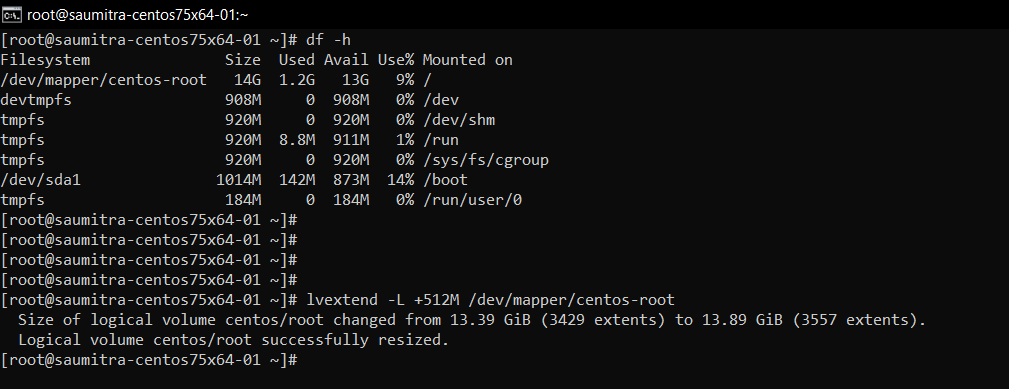 root@saumitra-centos75x64-01:~
[root@saumitra-centos75x64-01 ~]# df -h
Filesystem               Size  Used Avail Use% Mounted on
/dev/mapper/centos-root   14G  1.2G   13G   9% /
devtmpfs                 908M     0  908M   0% /dev
tmpfs                    920M     0  920M   0% /dev/shm
tmpfs                    920M  8.8M  911M   1% /run
tmpfs                    920M     0  920M   0% /sys/fs/cgroup
/dev/sda1               1014M  142M  873M  14% /boot
tmpfs                    184M     0  184M   0% /run/user/0
[root@saumitra-centos75x64-01 ~]#
[root@saumitra-centos75x64-01 ~]#
[root@saumitra-centos75x64-01 ~]#
[root@saumitra-centos75x64-01 ~]#
[root@saumitra-centos75x64-01 ~]# lvextend -L +512M /dev/mapper/centos-root
  Size of logical volume centos/root changed from 13.39 GiB (3429 extents) to 13.89 GiB (3557 extents).
  Logical volume centos/root successfully resized.
[root@saumitra-centos75x64-01 ~]#